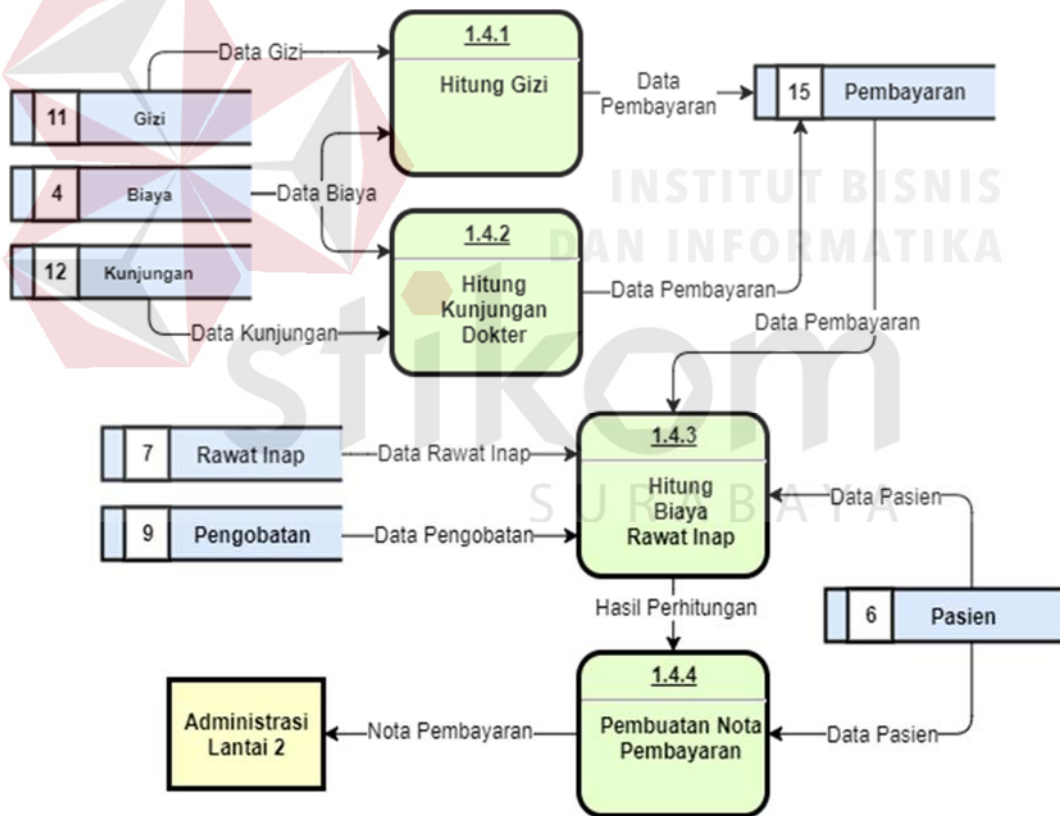 1.4.1
Hitung Gizi
Data Gizi
11
Gizi
4
Biaya
12
Kunjungan
Data Biaya
Data Kunjungan
1.4.2
Hitung
Kunjungan
Dokter
Data
Pembayaran
15
Pembayaran
Data Pembayaran
Data Pembayaran
INSTITUT BISNIS
DAN INFORMATIKA
stikom
SURABAYA
7
Rawat Inap
Data Rawat Inap
9
Pengobatan
Data Pengobatan
1.4.3
Hitung
Biaya
Rawat Inap
Data Pasien
Hasil Perhitungan
6
Pasien
1.4.4
Pembuatan Nota
Pembayaran
Data Pasien
Nota Pembayaran
Administrasi
Lantai 2